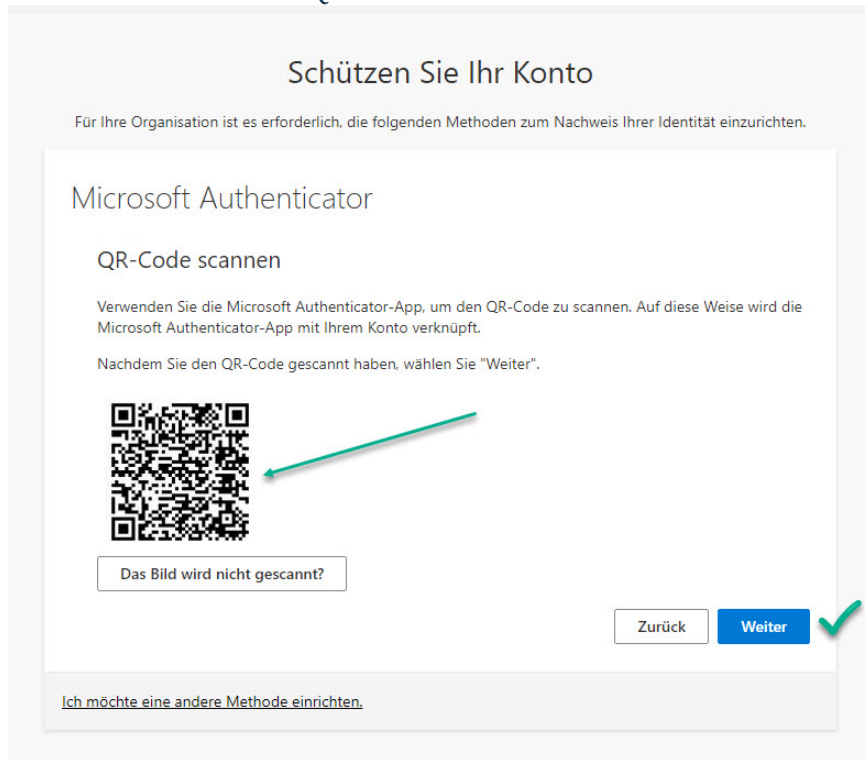 Schützen Sie Ihr Konto
Für Ihre Organisation ist es erforderlich, die folgenden Methoden zum Nachweis Ihrer Identität einzurichten.
Microsoft Authenticator
QR-Code scannen
Verwenden Sie die Microsoft Authenticator-App, um den QR-Code zu scannen. Auf diese Weise wird die
Microsoft Authenticator-App mit Ihrem Konto verknüpft.
Nachdem Sie den QR-Code gescannt haben, wählen Sie "Weiter".
Das Bild wird nicht gescannt?
Zurück Weiter
Ich möchte eine andere Methode einrichten.